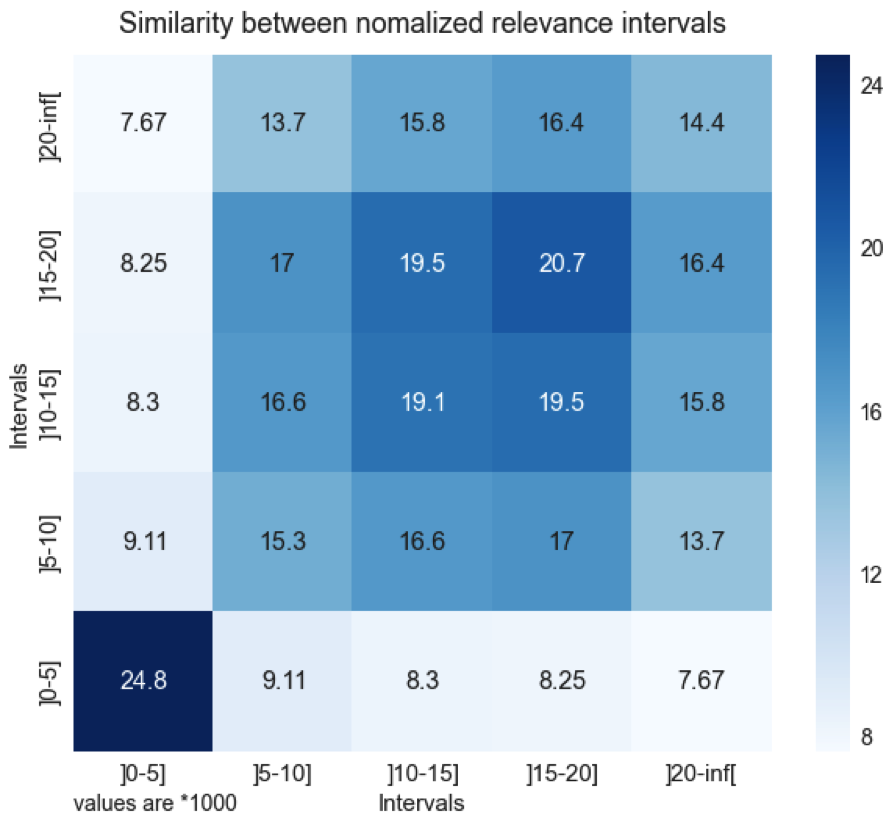 Similarity between nomalized relevance intervals
]20-inf[ 7.67 13.7 15.8 16.4 14.4
]15-20] 8.25 17 19.5 20.7 16.4
]10-15] 8.3 16.6 19.1 19.5 15.8
]5-10] 9.11 15.3 16.6 17 13.7
]0-5] 24.8 9.11 8.3 8.25 7.67
Intervals
]0-5] ]5-10] ]10-15] ]15-20] ]20-inf[
values are *1000 Intervals
24
20
16
12
8